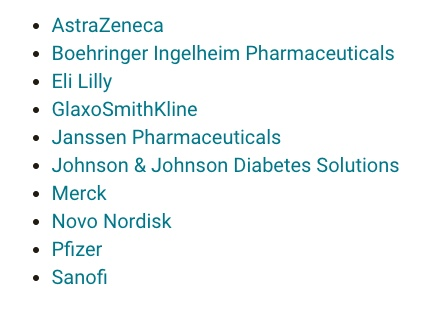 AstraZeneca
Boehringer Ingelheim Pharmaceuticals
Eli Lilly
GlaxoSmithKline
Janssen Pharmaceuticals
Johnson & Johnson Diabetes Solutions
Merck
Novo Nordisk
Pfizer
Sanofi